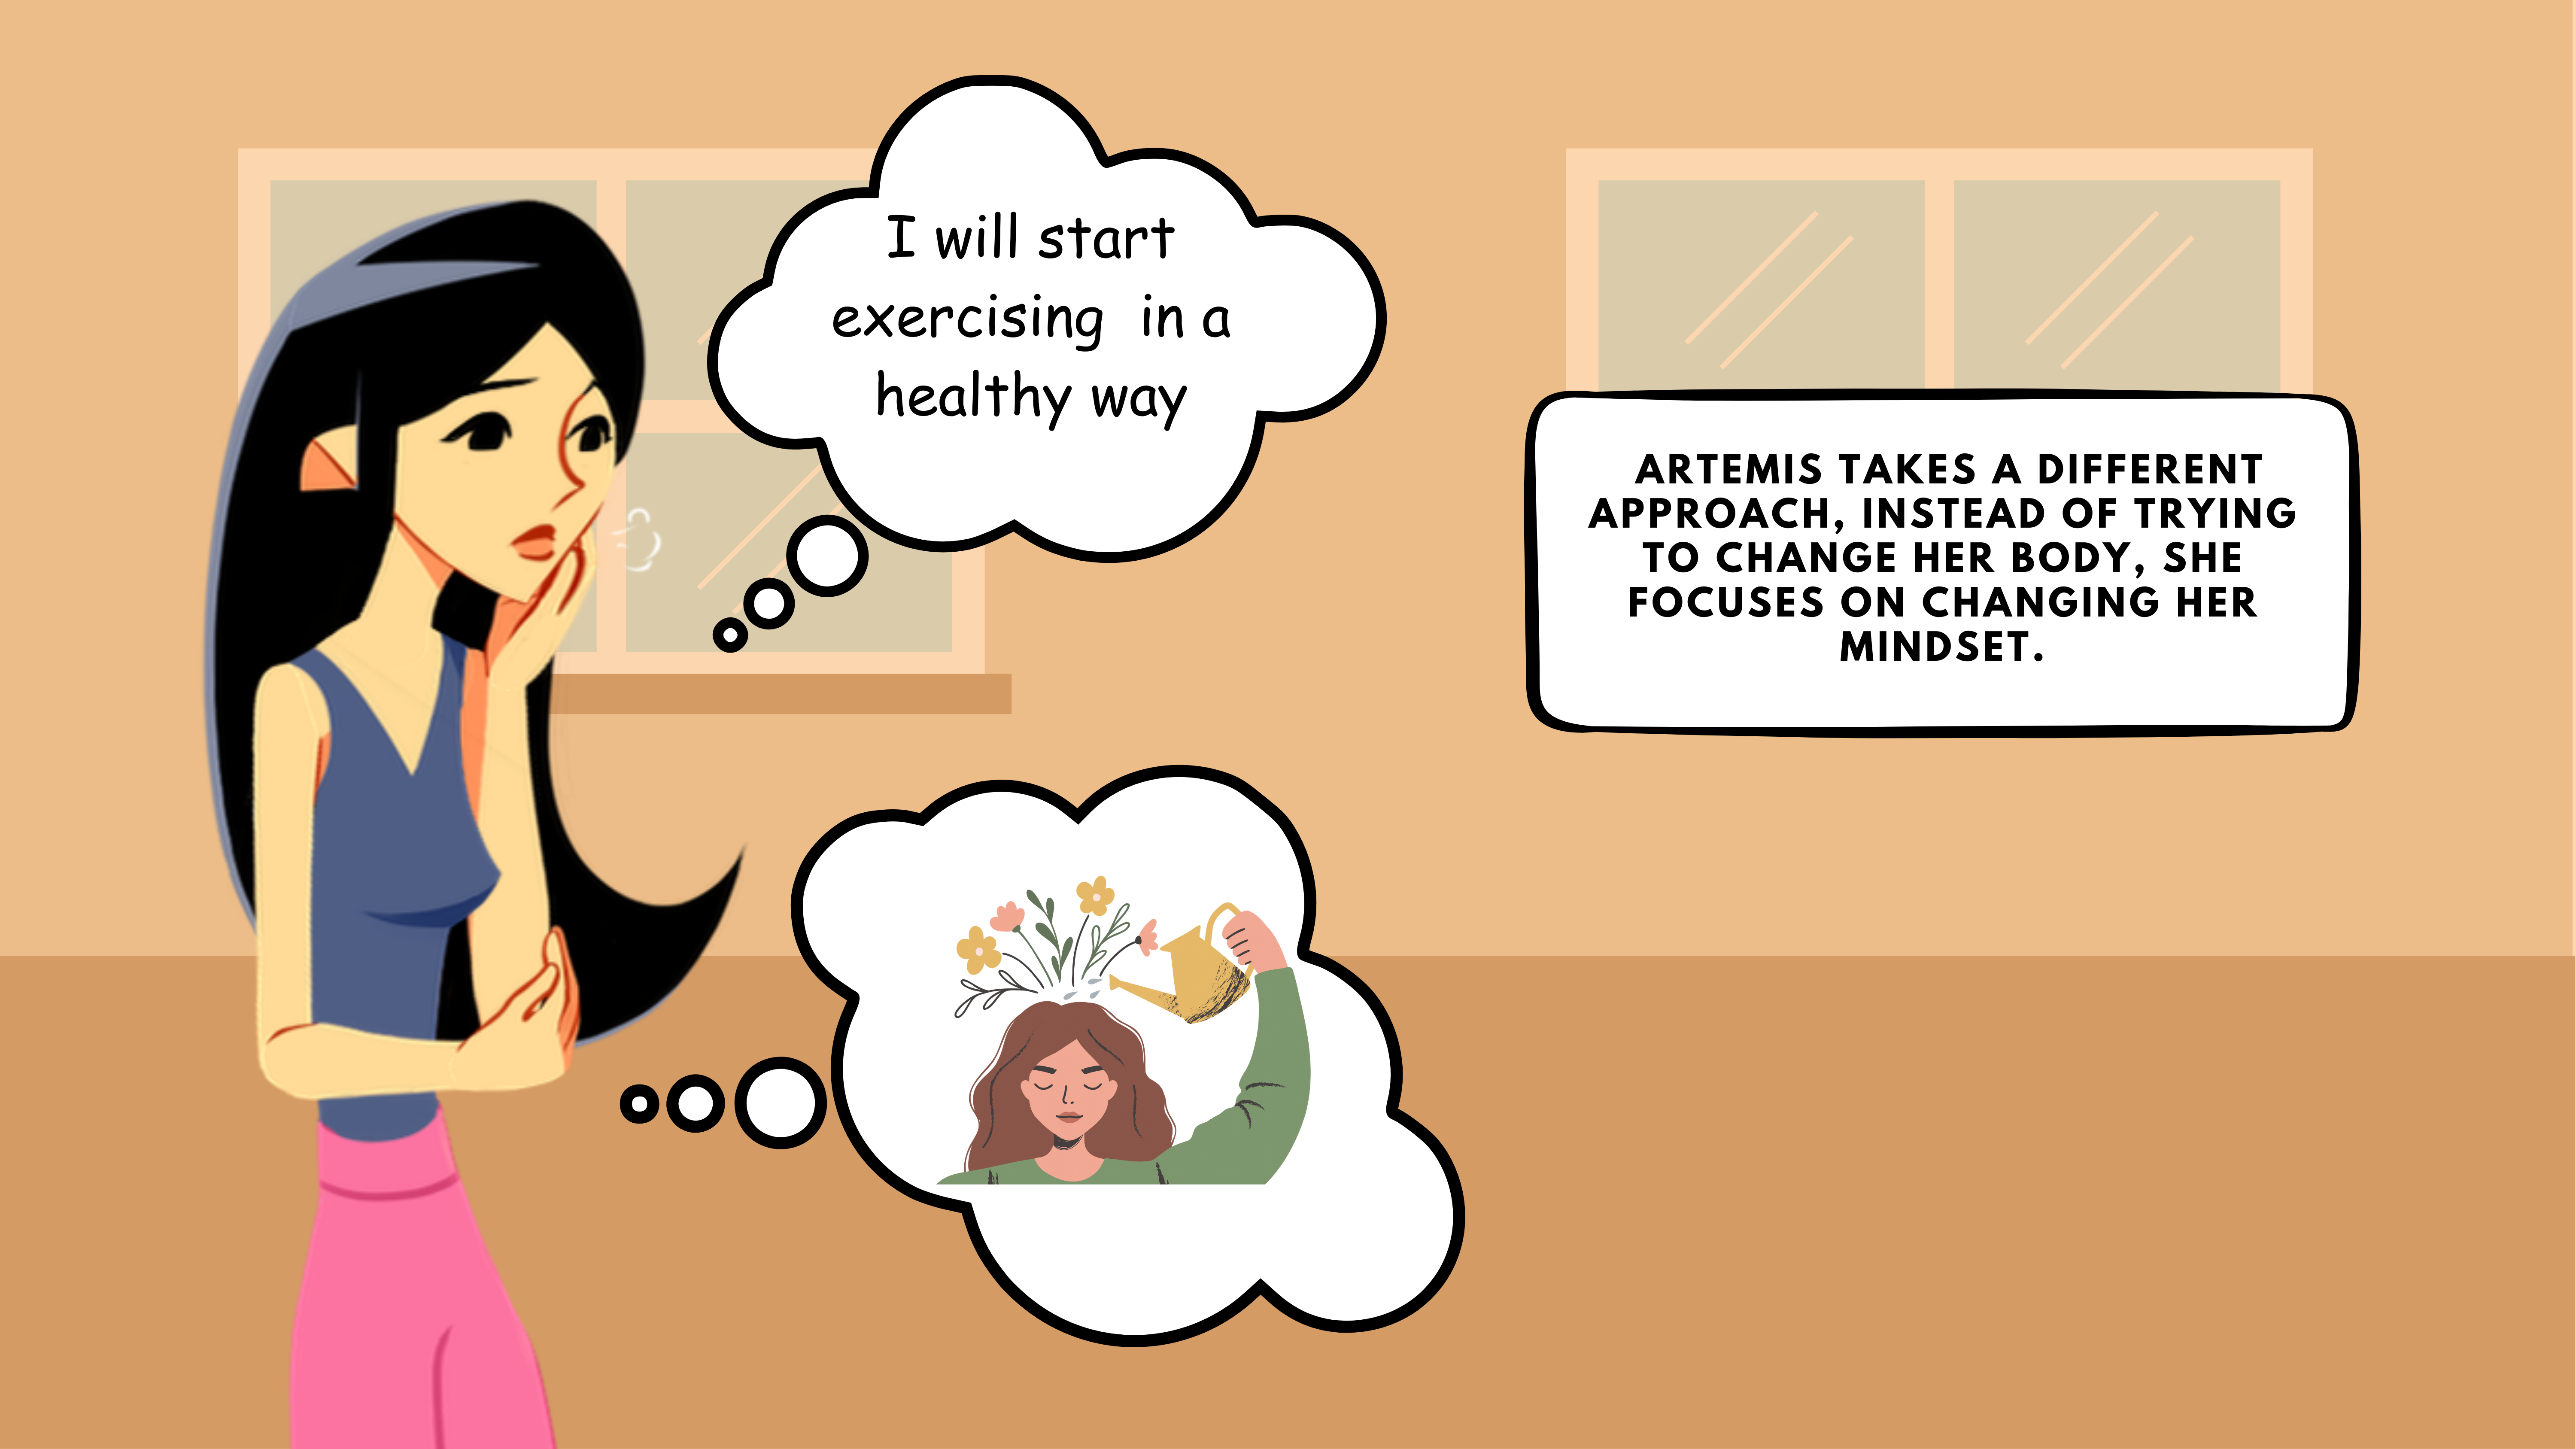 I will start
exercising  in a
healthy way
ARTEMIS TAKES A DIFFERENT
APPROACH, INSTEAD OF TRYING
TO CHANGE HER BODY, SHE
FOCUSES ON CHANGING HER
MINDSET.